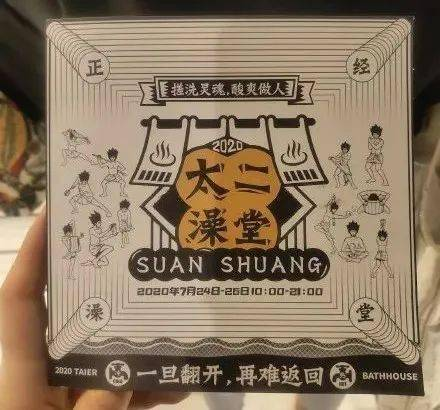 正 经
搓洗灵魂,酸爽做人
2020
太二
澡堂
SUAN SHUANG
2020年7月24日-26日10:00-21:00
澡 堂
2020 TAIER 一旦翻开,再难返回 BATHHOUSE